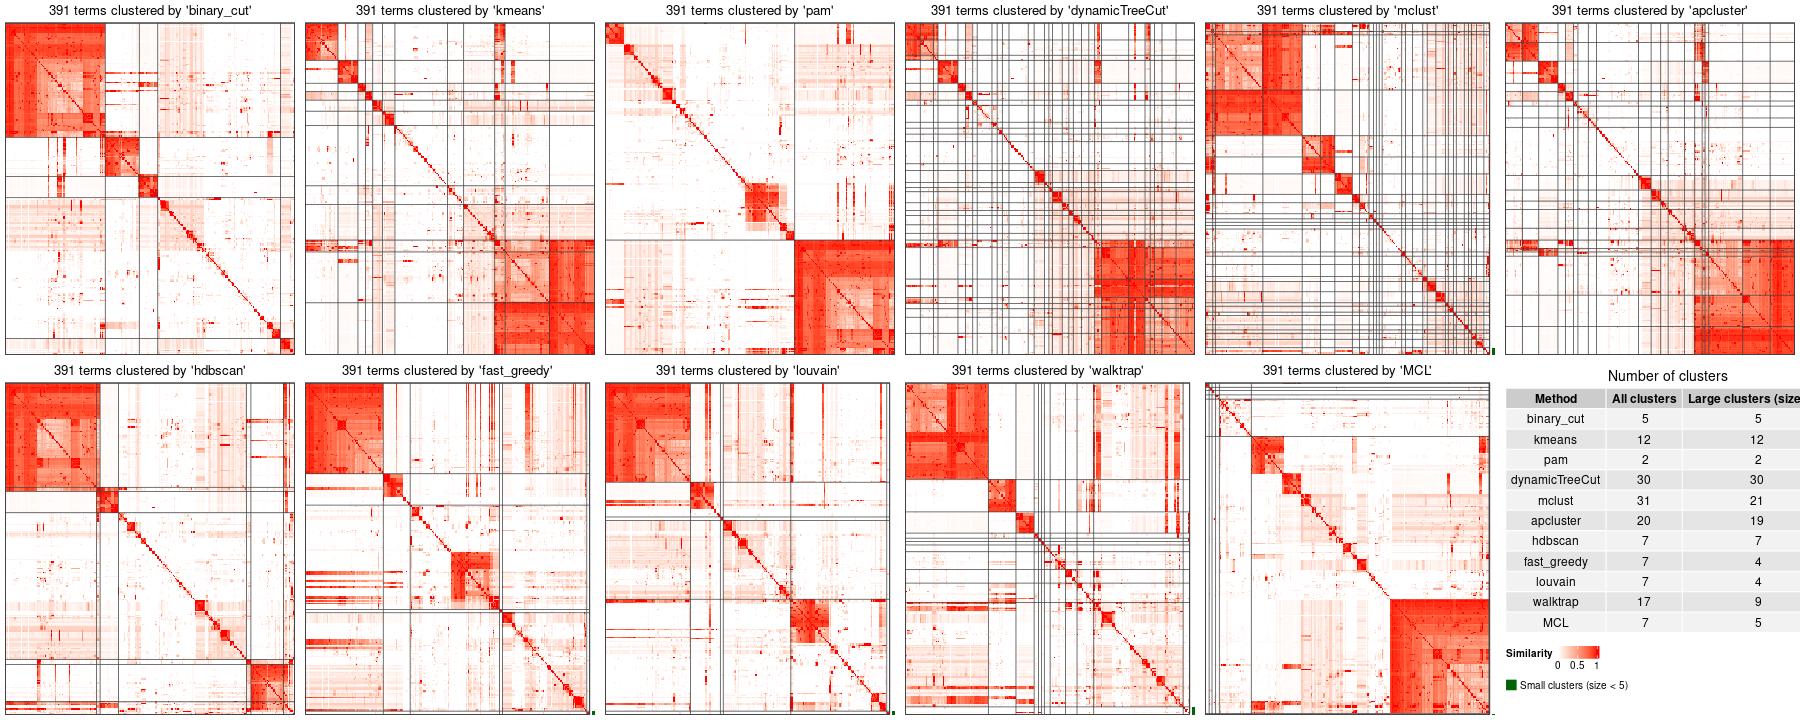 391 terms clustered by 'binary_cut'
391 terms clustered by 'kmeans'
391 terms clustered by 'pam'
391 terms clustered by 'dynamicTreeCut'
391 terms clustered by 'mclust'
391 terms clustered by 'apcluster'
391 terms clustered by 'hdbscan'
391 terms clustered by 'fast_greedy'
391 terms clustered by 'louvain'
391 terms clustered by 'walktrap'
391 terms clustered by 'MCL'
Number of clusters
Method All clusters Large clusters (size
binary_cut 5 5
kmeans 12 12
pam 2 2
dynamicTreeCut 30 30
mclust 31 21
apcluster 20 19
hdbscan 7 7
fast_greedy 7 4
louvain 7 4
walktrap 17 9
MCL 7 5
Similarity
0 0.5 1
Small clusters (size < 5)